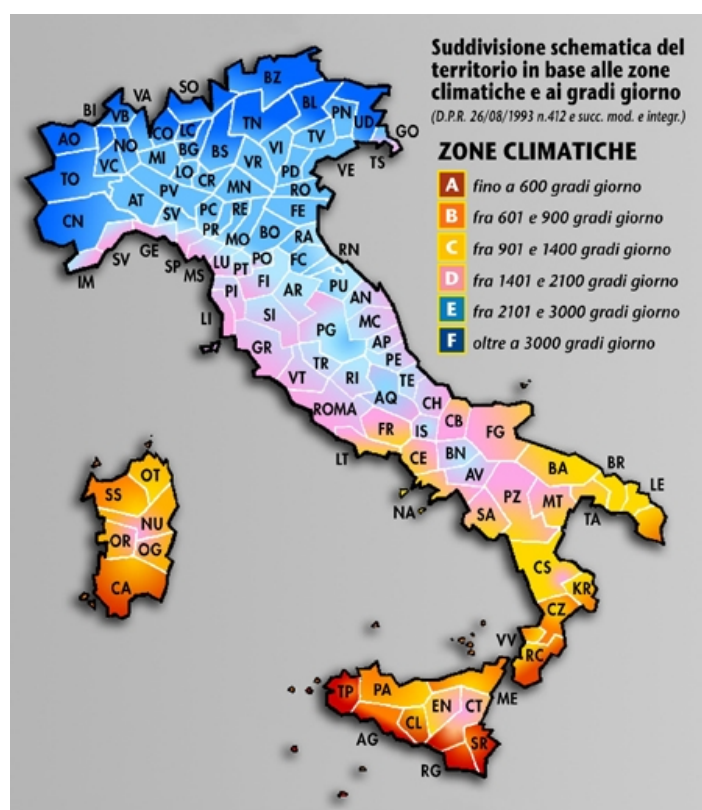 Suddivisione schematica del
territorio in base alle zone
climatiche e ai gradi giorno
(D.P.R. 26/08/1993 n.412 e succ. mod. e integr.)
ZONE CLIMATICHE
A fino a 600 gradi giorno
B fra 601 e 900 gradi giorno
C fra 901 e 1400 gradi giorno
D fra 1401 e 2100 gradi giorno
E fra 2101 e 3000 gradi giorno
F oltre a 3000 gradi giorno
BZ
SO
VA
BI
VB
BL
PN
UD
GO
TN
AO
NO
CO
LC
BG
BS
VI
TV
TS
VC
MI
LO
CR
VR
PD
VE
TO
MN
RO
AT
PV
SV
PC
RE
FE
CN
PR
MO
BO
RA
IM
SV
GE
SP
MS
LU
PT
PO
FC
RN
PI
FI
AR
PU
AN
LI
SI
PG
MC
AP
GR
PE
TR
TE
VT
RI
AQ
CH
ROMA
CB
FG
FR
IS
LT
CE
BN
BA
BR
AV
LE
OT
SS
NA
SA
PZ
MT
TA
NU
OR
OG
CS
KR
CA
CZ
VV
RC
TP
PA
ME
EN
CT
CL
AG
SR
RG